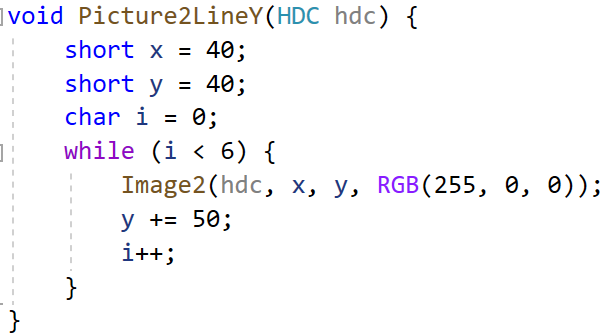 void Picture2LineY(HDC hdc) {
    short x = 40;
    short y = 40;
    char i = 0;
    while (i < 6) {
        Image2(hdc, x, y, RGB(255, 0, 0));
        y += 50;
        i++;
    }
}